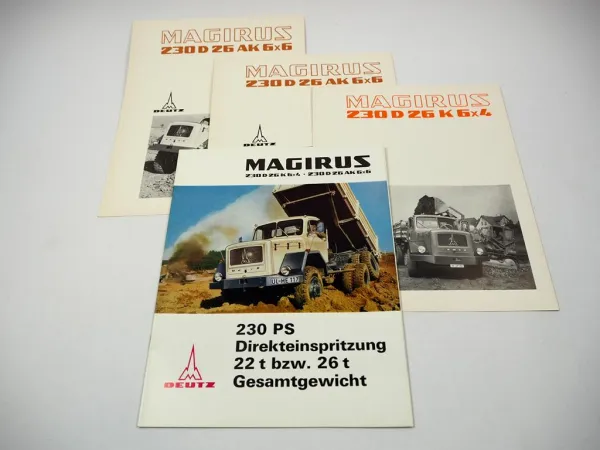 MAGIRUS
230 D 26 AK 6x6
DEUTZ
MAGIRUS
230 D 26 AK 6x6
DEUTZ
MAGIRUS
230 D 26 K 6x4
MAGIRUS
230 D 26 K 6x4 - 230 D 26 AK 6x6
230 PS
Direkteinspritzung
22 t bzw. 26 t
Gesamtgewicht
DEUTZ